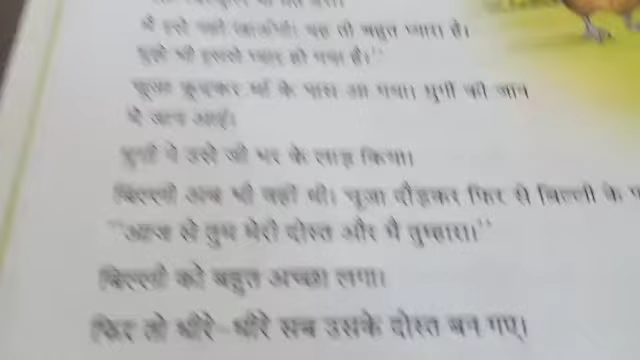 मैं इसे नहीं खाऊँगी। यह तो बहुत प्यारा है।
मुझे भी इससे प्यार हो गया है।"
चूजा कूदकर माँ के पास आ गया। मुर्गी की जान
में जान आई।
मुर्गी ने उसे जी भर के लाड़ किया।
बिल्ली अब भी वहीं थी। चूजा दौड़कर फिर से बिल्ली के
"आज से तुम मेरी दोस्त और मैं तुम्हारा।"
बिल्ली को बहुत अच्छा लगा।
फिर तो धीरे-धीरे सब उसके दोस्त बन गए।